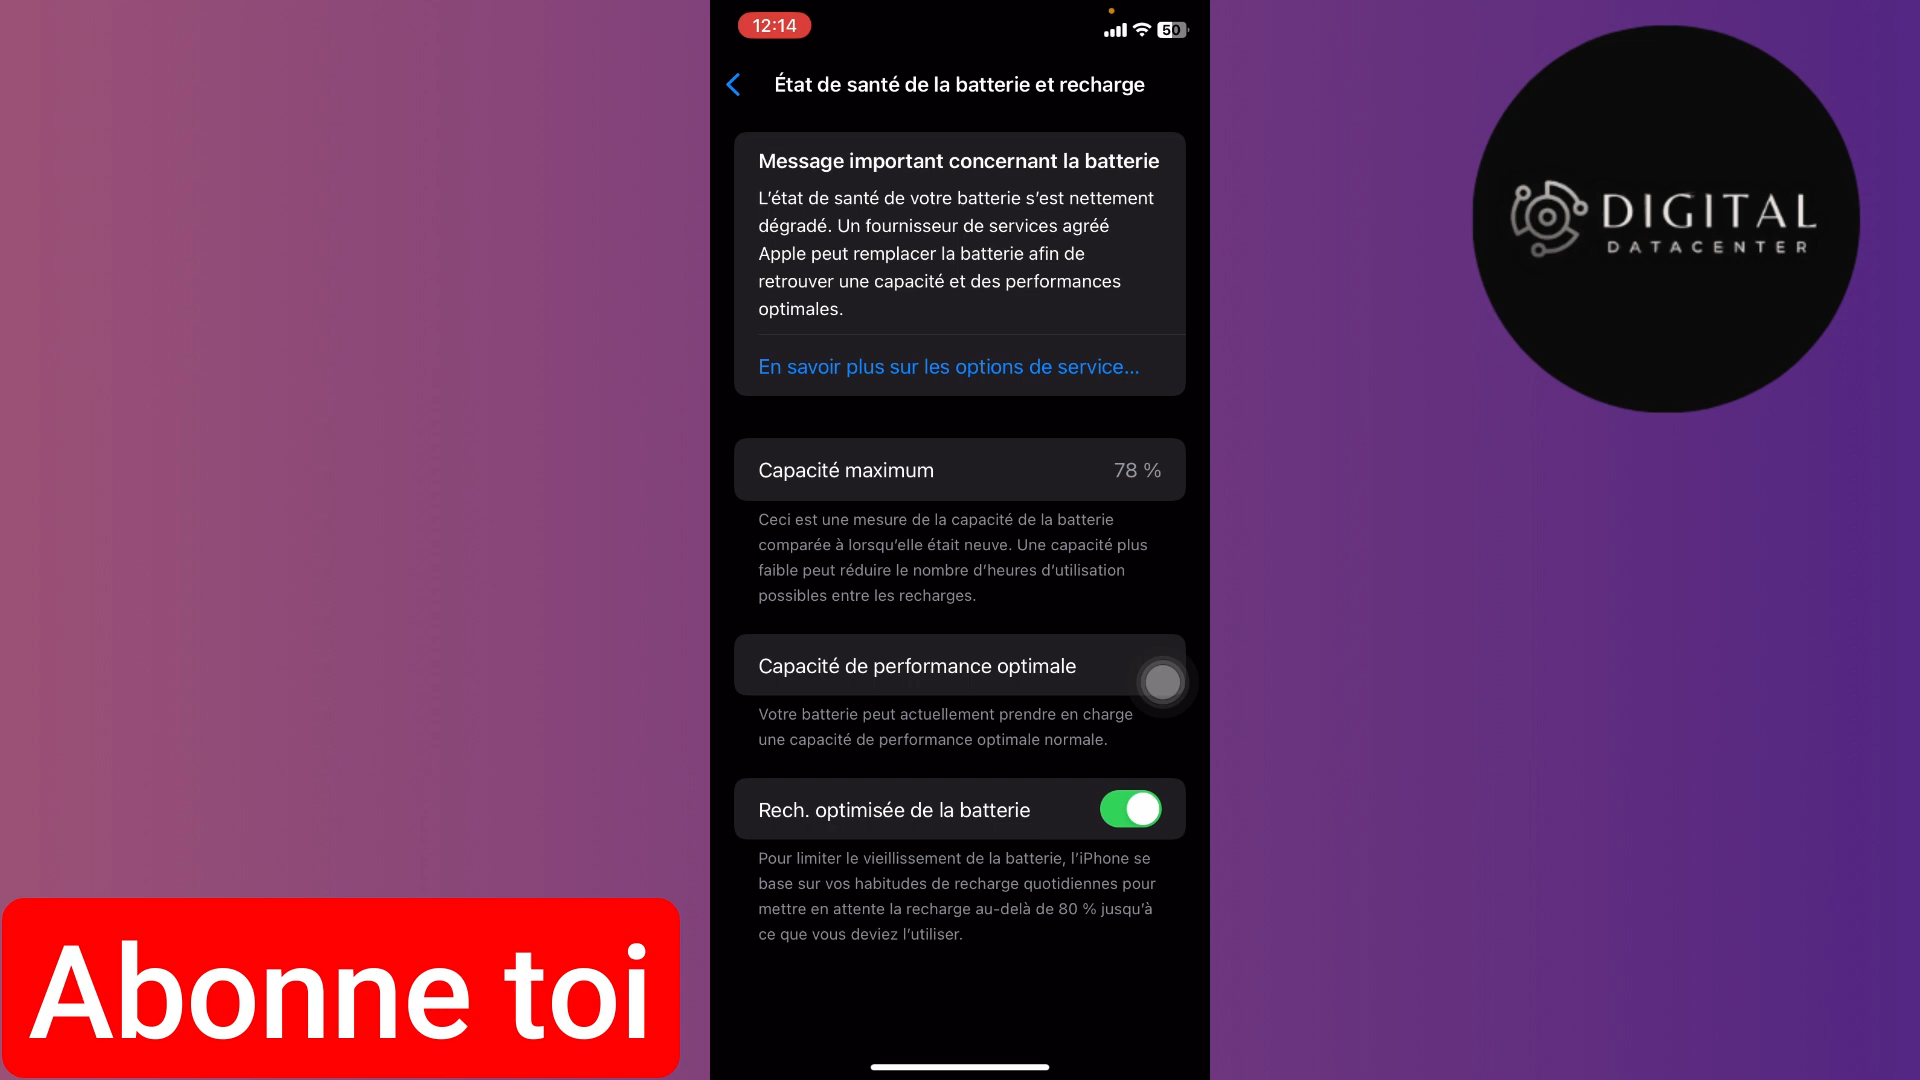 12:14
50
État de santé de la batterie et recharge
Message important concernant la batterie
L’état de santé de votre batterie s’est nettement
dégradé. Un fournisseur de services agréé
Apple peut remplacer la batterie afin de
retrouver une capacité et des performances
optimales.
En savoir plus sur les options de service...
Capacité maximum 78 %
Ceci est une mesure de la capacité de la batterie
comparée à lorsqu’elle était neuve. Une capacité plus
faible peut réduire le nombre d’heures d’utilisation
possibles entre les recharges.
Capacité de performance optimale
Votre batterie peut actuellement prendre en charge
une capacité de performance optimale normale.
Rech. optimisée de la batterie
Pour limiter le vieillissement de la batterie, l’iPhone se
base sur vos habitudes de recharge quotidiennes pour
mettre en attente la recharge au-delà de 80 % jusqu’à
ce que vous deviez l’utiliser.
DIGITAL
DATACENTER
Abonne toi